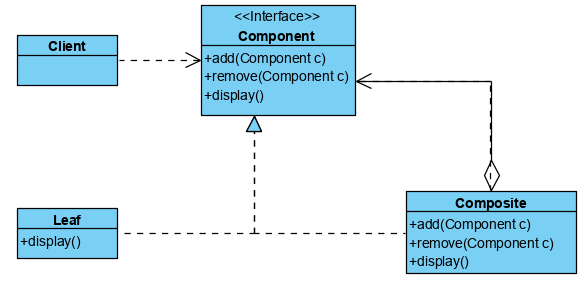 <<Interface>>
Component
+add(Component c)
+remove(Component c)
+display()
Client
Leaf
+display()
Composite
+add(Component c)
+remove(Component c)
+display()